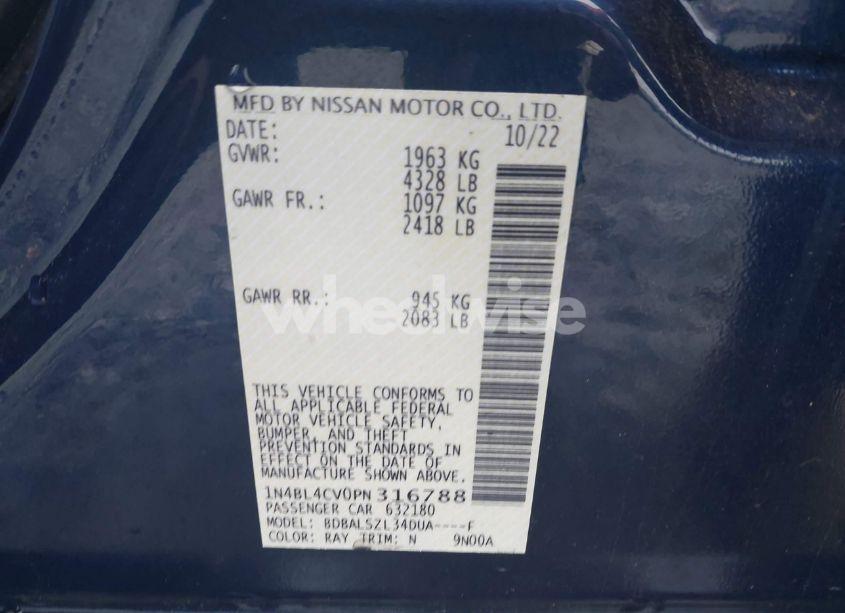 MFD BY NISSAN MOTOR CO., LTD.
DATE: 10/22
GVWR: 1963 KG
4328 LB
GAWR FR.: 1097 KG
2418 LB
GAWR RR.: 945 KG
2083 LB
wheelwise
THIS VEHICLE CONFORMS TO
ALL APPLICABLE FEDERAL
MOTOR VEHICLE SAFETY,
BUMPER, AND THEFT
PREVENTION STANDARDS IN
EFFECT ON THE DATE OF
MANUFACTURE SHOWN ABOVE.
1N4BL4CV0PN316788
PASSENGER CAR 632180
MODEL: BDBALSZL34DUA----F
COLOR: RAY TRIM: N 9N00A